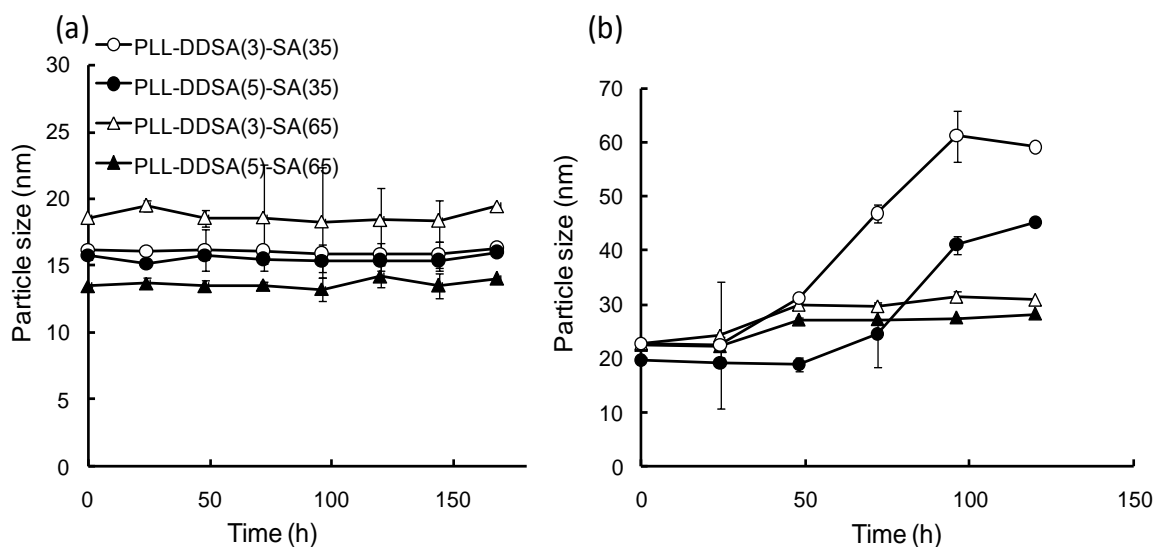 (a)
PLL-DDSA(3)-SA(35)
PLL-DDSA(5)-SA(35)
PLL-DDSA(3)-SA(65)
PLL-DDSA(5)-SA(65)
30
25
20
15
10
5
0
Particle size (nm)
0 50 100 150
Time (h)
(b)
70
60
50
40
30
20
10
0
Particle size (nm)
0 50 100 150
Time (h)